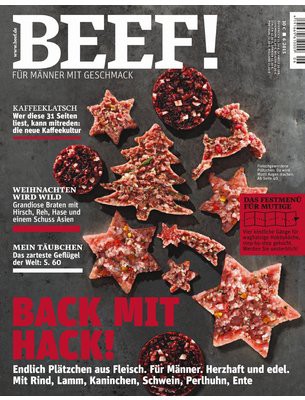 www.beef.de
BEEF!
FÜR MÄNNER MIT GESCHMACK
KAFFEEKLATSCH
Wer diese 31 Seiten
liest, kann mitreden:
die neue Kaffeekultur
WEIHNACHTEN
WIRD WILD
Grandiose Braten mit
Hirsch, Reh, Hase und
einem Schuss Asien
MEIN TÄUBCHEN
Das zarteste Geflügel
der Welt: S. 60
DAS FESTMENÜ
FÜR MUTIGE
BACK MIT
HACK!
Endlich Plätzchen aus Fleisch. Für Männer. Herzhaft und edel.
Mit Rind, Lamm, Kaninchen, Schwein, Perlhuhn, Ente